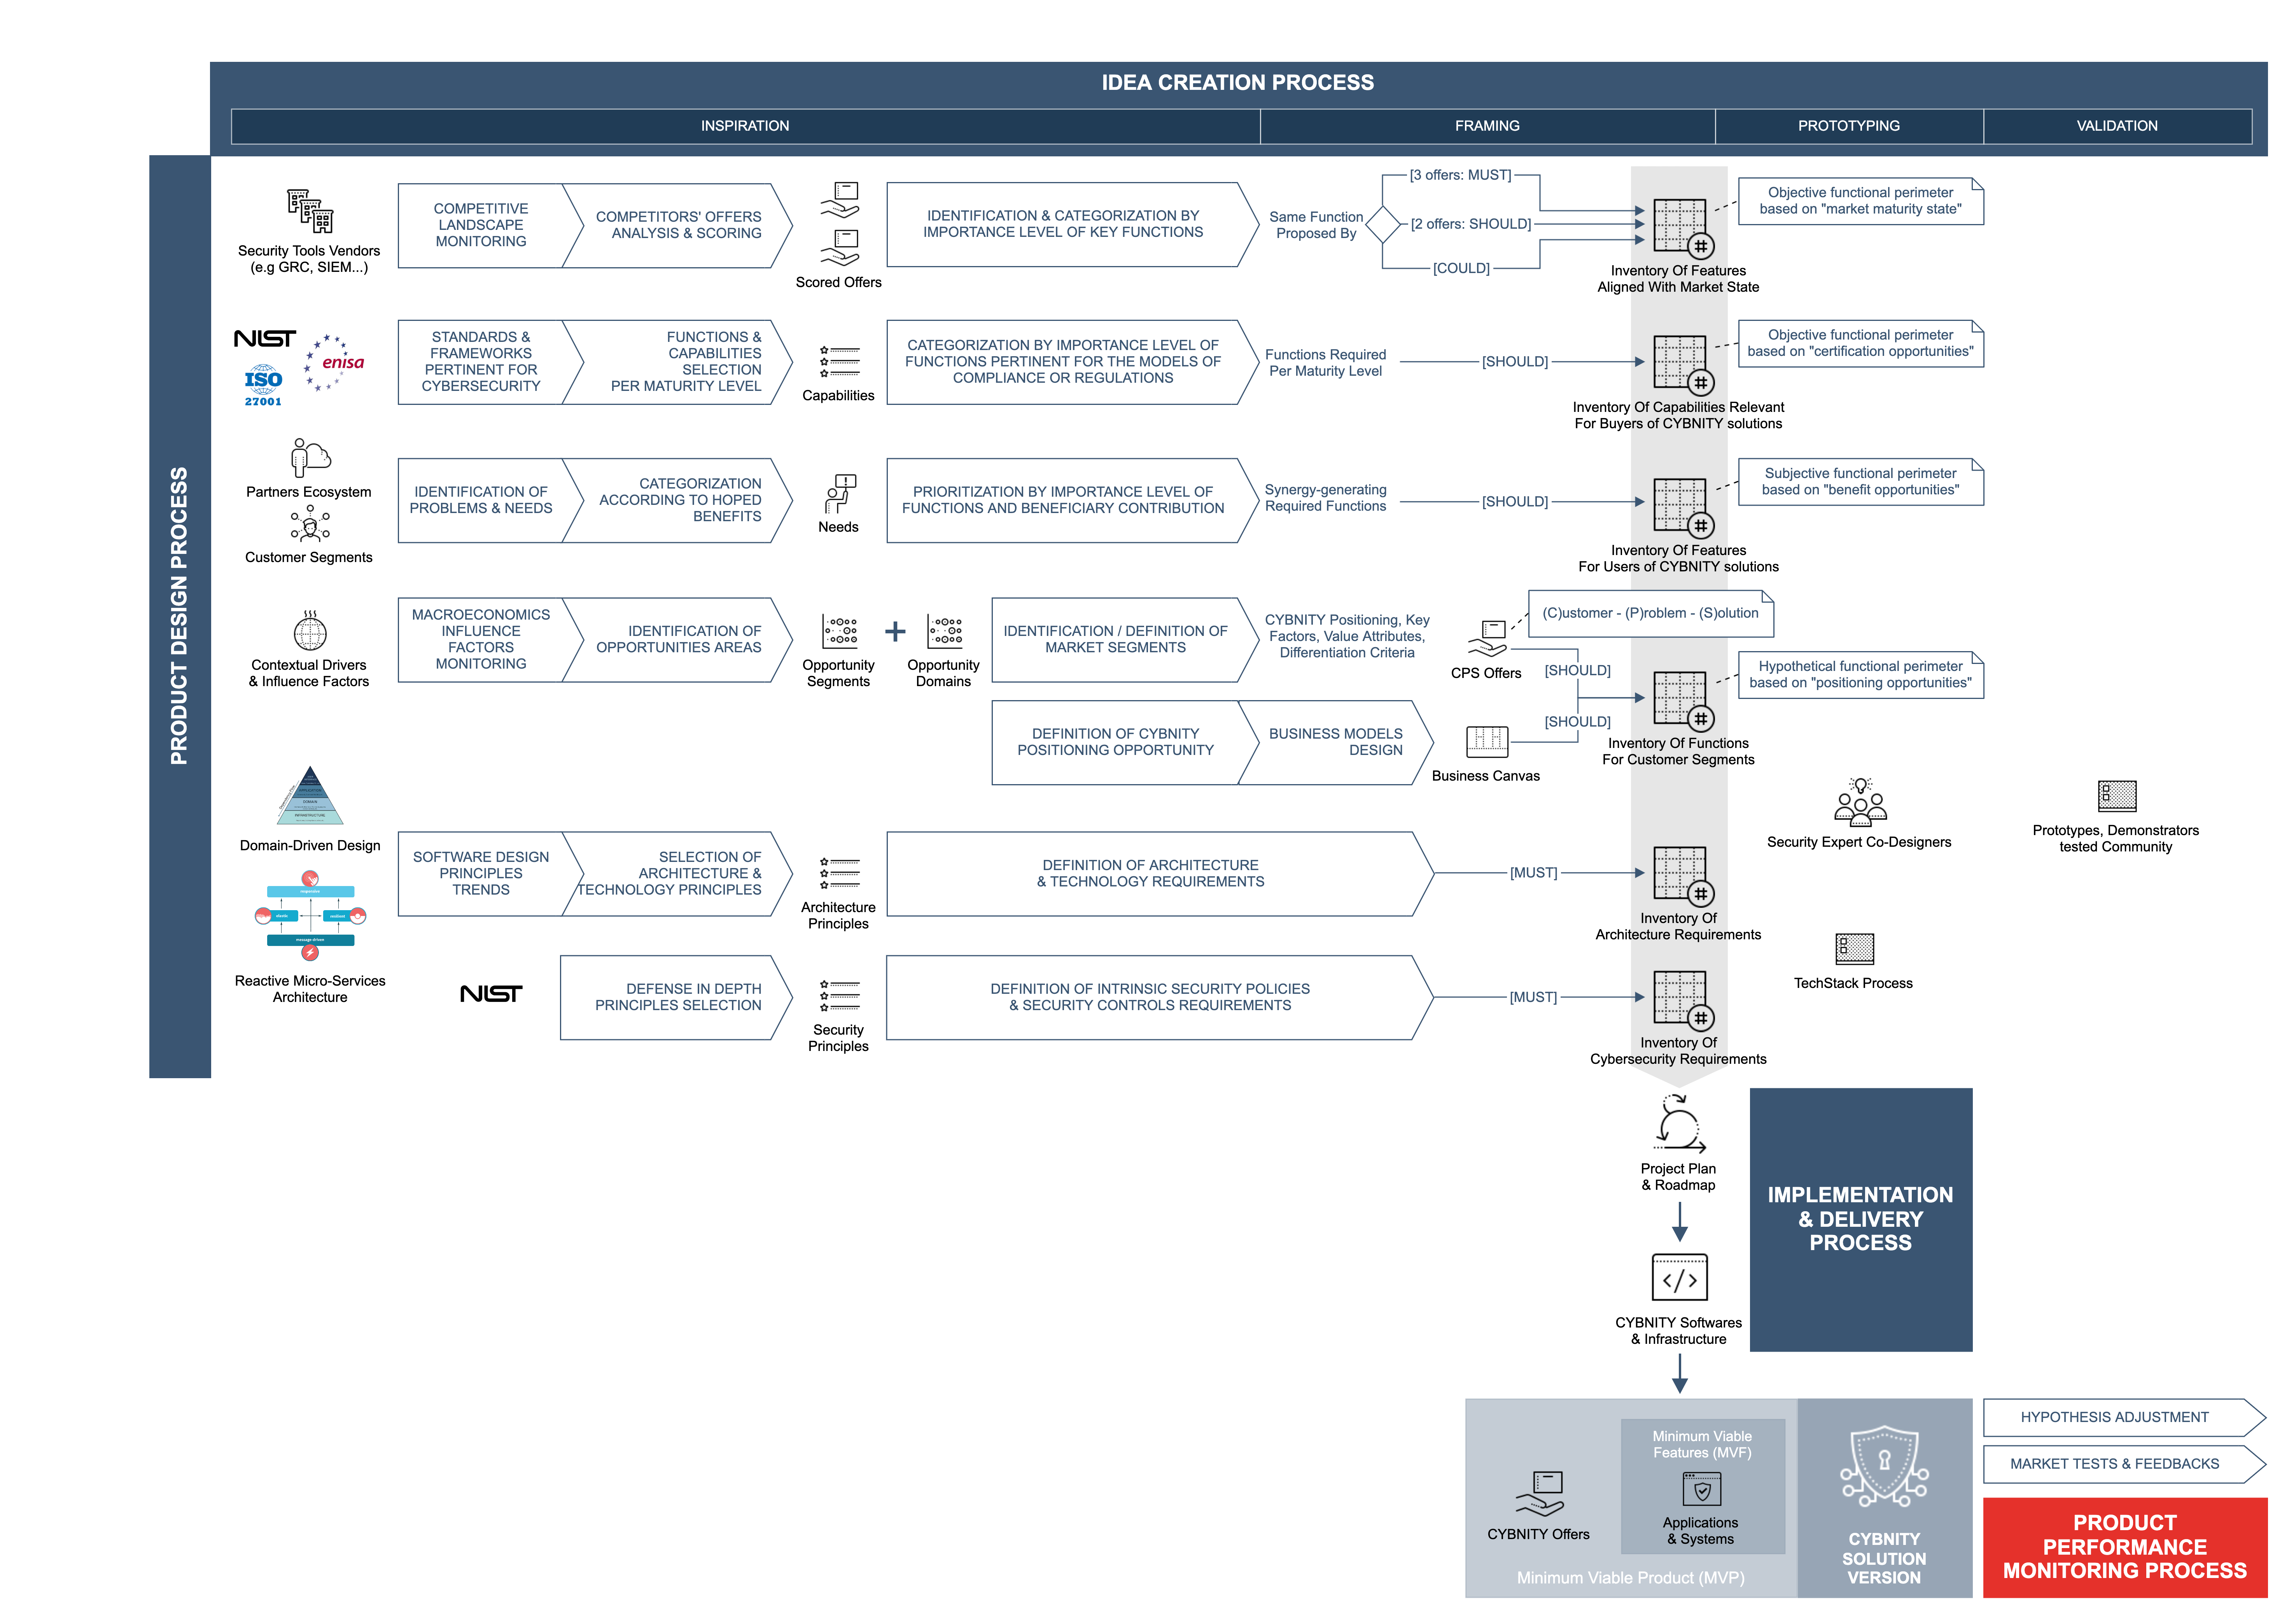 IDEA CREATION PROCESS
INSPIRATION
FRAMING
PROTOTYPING
VALIDATION
PRODUCT DESIGN PROCESS
Security Tools Vendors
(e.g GRC, SIEM...)
COMPETITIVE
LANDSCAPE
MONITORING
COMPETITORS' OFFERS
ANALYSIS & SCORING
Scored Offers
IDENTIFICATION & CATEGORIZATION BY
IMPORTANCE LEVEL OF KEY FUNCTIONS
Same Function
Proposed By
[3 offers: MUST]
[2 offers: SHOULD]
[COULD]
Inventory Of Features
Aligned With Market State
Objective functional perimeter
based on "market maturity state"
NIST
enisa
ISO
27001
STANDARDS &
FRAMEWORKS
PERTINENT FOR
CYBERSECURITY
FUNCTIONS &
CAPABILITIES
SELECTION
PER MATURITY LEVEL
Capabilities
CATEGORIZATION BY IMPORTANCE LEVEL OF
FUNCTIONS PERTINENT FOR THE MODELS OF
COMPLIANCE OR REGULATIONS
Functions Required
Per Maturity Level
[SHOULD]
Inventory Of Capabilities Relevant
For Buyers of CYBNITY solutions
Objective functional perimeter
based on "certification opportunities"
Partners Ecosystem
Customer Segments
IDENTIFICATION OF
PROBLEMS & NEEDS
CATEGORIZATION
ACCORDING TO HOPED
BENEFITS
Needs
PRIORITIZATION BY IMPORTANCE LEVEL OF
FUNCTIONS AND BENEFICIARY CONTRIBUTION
Synergy-generating
Required Functions
[SHOULD]
Inventory Of Features
For Users of CYBNITY solutions
Subjective functional perimeter
based on "benefit opportunities"
Contextual Drivers
& Influence Factors
MACROECONOMICS
INFLUENCE
FACTORS
MONITORING
IDENTIFICATION OF
OPPORTUNITIES AREAS
Opportunity
Segments
+
Opportunity
Domains
IDENTIFICATION / DEFINITION OF
MARKET SEGMENTS
CYBNITY Positioning, Key
Factors, Value Attributes,
Differentiation Criteria
(C)ustomer - (P)roblem - (S)olution
CPS Offers
[SHOULD]
[SHOULD]
Hypothetical functional perimeter
based on "positioning opportunities"
DEFINITION OF CYBNITY
POSITIONING OPPORTUNITY
BUSINESS MODELS
DESIGN
Business Canvas
Inventory Of Functions
For Customer Segments
APPLICATION
DOMAIN
INFRASTRUCTURE
Domain-Driven Design
responsive
elastic
resilient
message-driven
Reactive Micro-Services
Architecture
SOFTWARE DESIGN
PRINCIPLES
TRENDS
SELECTION OF
ARCHITECTURE &
TECHNOLOGY PRINCIPLES
Architecture
Principles
DEFINITION OF ARCHITECTURE
& TECHNOLOGY REQUIREMENTS
[MUST]
Inventory Of
Architecture Requirements
Security Expert Co-Designers
Prototypes, Demonstrators
tested Community
TechStack Process
NIST
DEFENSE IN DEPTH
PRINCIPLES SELECTION
Security
Principles
DEFINITION OF INTRINSIC SECURITY POLICIES
& SECURITY CONTROLS REQUIREMENTS
[MUST]
Inventory Of
Cybersecurity Requirements
Project Plan
& Roadmap
IMPLEMENTATION
& DELIVERY
PROCESS
CYBNITY Softwares
& Infrastructure
Minimum Viable
Features (MVF)
Applications
& Systems
CYBNITY Offers
Minimum Viable Product (MVP)
CYBNITY
SOLUTION
VERSION
HYPOTHESIS ADJUSTMENT
MARKET TESTS & FEEDBACKS
PRODUCT
PERFORMANCE
MONITORING PROCESS